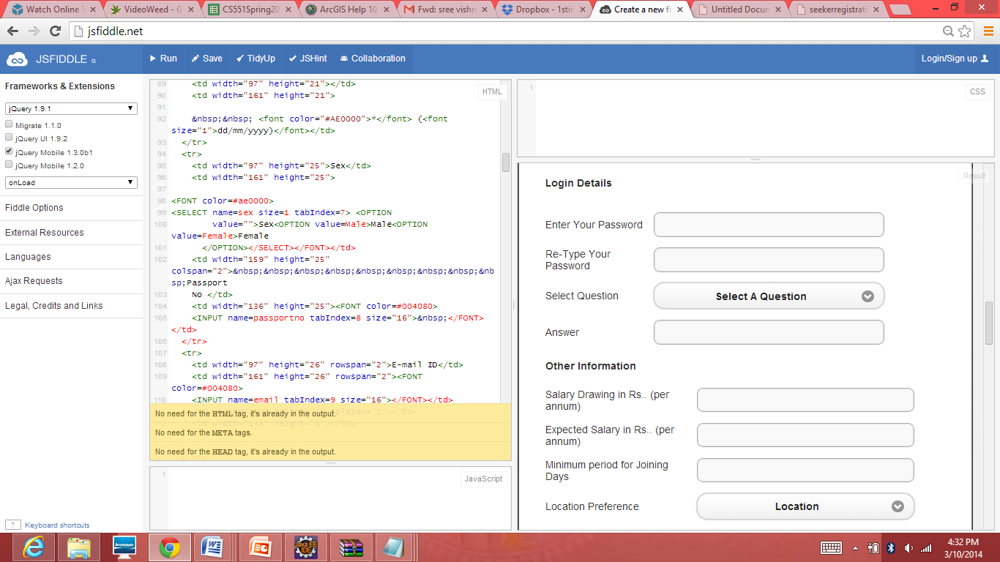 Watch Online T
VideoWeed - G
CS551Spring20
ArcGIS Help 10
Fwd: sree vishn
Dropbox - 1stir
Create a new fi
Untitled Docun
seekerregistrati
jsfiddle.net
JSFIDDLE α
Run
Save
TidyUp
JSHint
Collaboration
Login/Sign up
Frameworks & Extensions
jQuery 1.9.1
Migrate 1.1.0
jQuery UI 1.9.2
jQuery Mobile 1.3.0b1
jQuery Mobile 1.2.0
onLoad
Fiddle Options
External Resources
Languages
Ajax Requests
Legal, Credits and Links
? Keyboard shortcuts
HTML
89 <td width="97" height="21"></td>
90 <td width="161" height="21">
91
92 &nbsp;&nbsp; <font color="#AE0000">*</font> (<font
size="1">dd/mm/yyyy)</font></td>
93 </tr>
94 <tr>
95 <td width="97" height="25">Sex</td>
96 <td width="161" height="25">
97
98 <FONT color=#ae0000>
99 <SELECT name=sex size=1 tabIndex=7> <OPTION
100 value="">Sex<OPTION value=Male>Male<OPTION
value=Female>Female
101 </OPTION></SELECT></FONT></td>
102 <td width="159" height="25"
colspan="2">&nbsp;&nbsp;&nbsp;&nbsp;&nbsp;&nbsp;&nbsp;&nb
sp;Passport
103 No </td>
104 <td width="136" height="25"><FONT color=#004080>
105 <INPUT name=passportno tabIndex=8 size="16">&nbsp;</FONT>
</td>
106 </tr>
107 <tr>
108 <td width="97" height="26" rowspan="2">E-mail ID</td>
109 <td width="161" height="26" rowspan="2"><FONT
color=#004080>
110 <INPUT name=email tabIndex=9 size="16"></FONT></td>
No need for the HTML tag, it's already in the output.
No need for the META tags.
No need for the HEAD tag, it's already in the output.
1
JavaScript
1
CSS
Result
Login Details
Enter Your Password
Re-Type Your
Password
Select Question
Select A Question
Answer
Other Information
Salary Drawing in Rs.. (per
annum)
Expected Salary in Rs.. (per
annum)
Minimum period for Joining
Days
Location Preference
Location
lenovo
Java EE
IDE
4:32 PM
3/10/2014